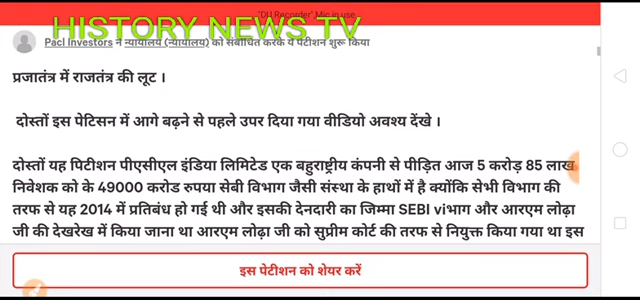 'DU Recorder' Mic in use
HISTORY NEWS TV
Pacl Investors ने न्यायालय (न्यायालय) को संबोधित करके ये पेटीशन शुरू किया
प्रजातंत्र में राजतंत्र की लूट ।
दोस्तों इस पेटिसन में आगे बढ़ने से पहले उपर दिया गया वीडियो अवश्य देंखे ।
दोस्तों यह पिटीशन पीएसीएल इंडिया लिमिटेड एक बहुराष्ट्रीय कंपनी से पीड़ित आज 5 करोड़ 85 लाख
निवेशक को के 49000 करोड रुपया सेबी विभाग जैसी संस्था के हाथों में है क्योंकि सेभी विभाग की
तरफ से यह 2014 में प्रतिबंध हो गई थी और इसकी देनदारी का जिम्मा SEBI विभाग और आरएम लोढ़ा
जी की देखरेख में किया जाना था आरएम लोढ़ा जी को सुप्रीम कोर्ट की तरफ से नियुक्त किया गया था इस
इस पेटीशन को शेयर करें